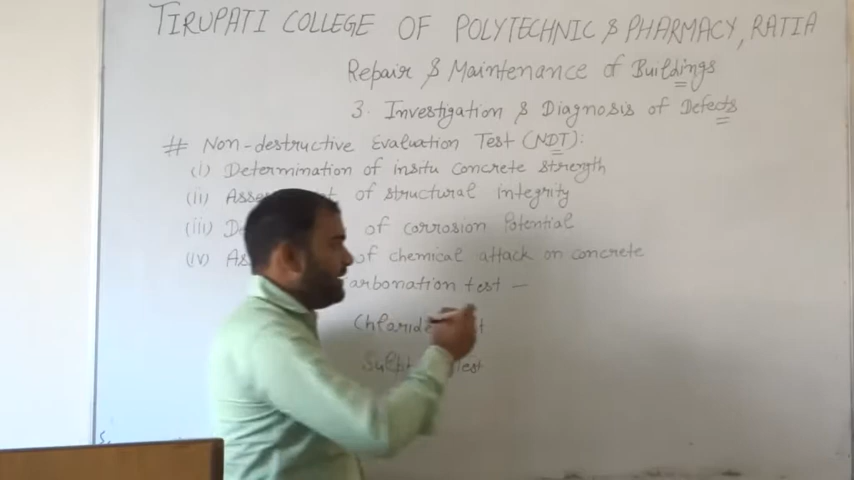 TIRUPATI COLLEGE OF POLYTECHNIC & PHARMACY, RATIA
Repair & Maintenance of Buildings
3. Investigation & Diagnosis of Defects
# Non-destructive Evaluation Test (NDT):
(i) Determination of insitu Concrete strength
(ii) of structural integrity
(iii) of corrosion Potential
(iv) of chemical attack on concrete
arbonation test —